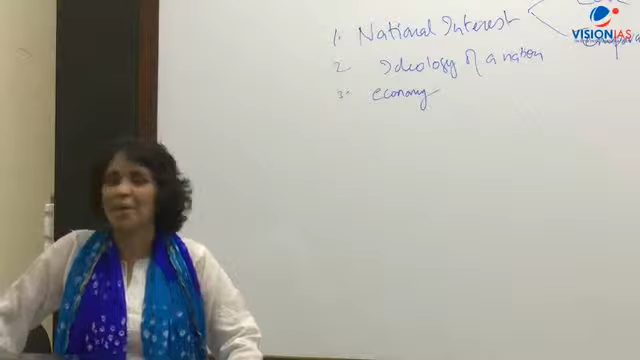 VISIONIAS
1. National Interest
2. Ideology of a nation
3. economy